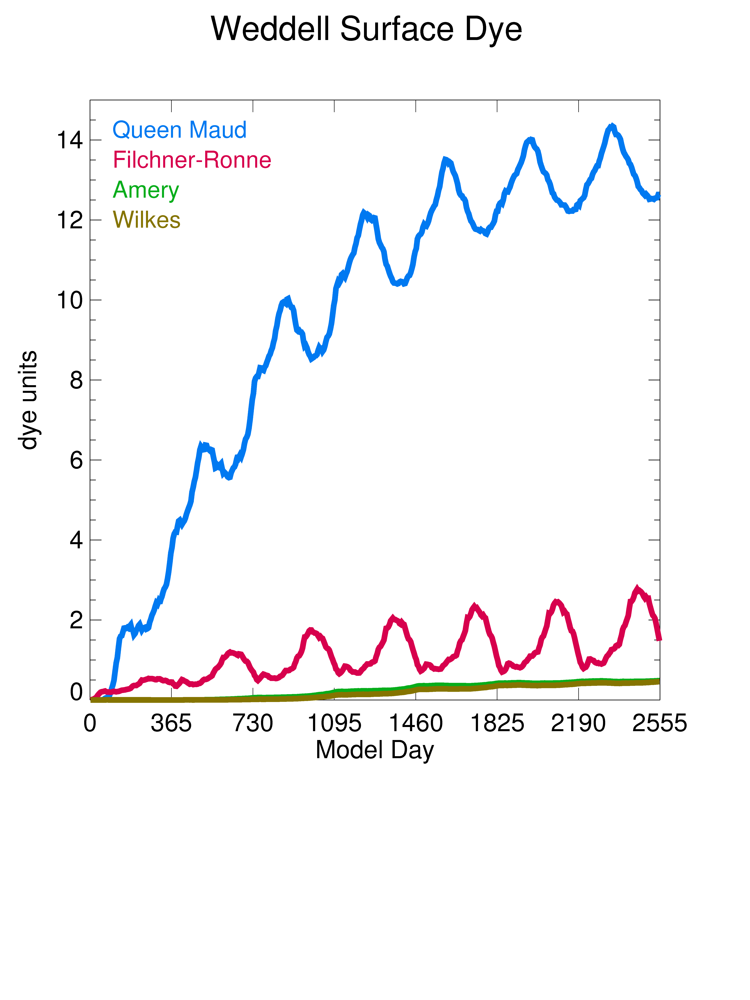 Weddell Surface Dye
Queen Maud
Filchner-Ronne
Amery
Wilkes
14
12
10
8
6
4
2
0
dye units
0 365 730 1095 1460 1825 2190 2555
Model Day